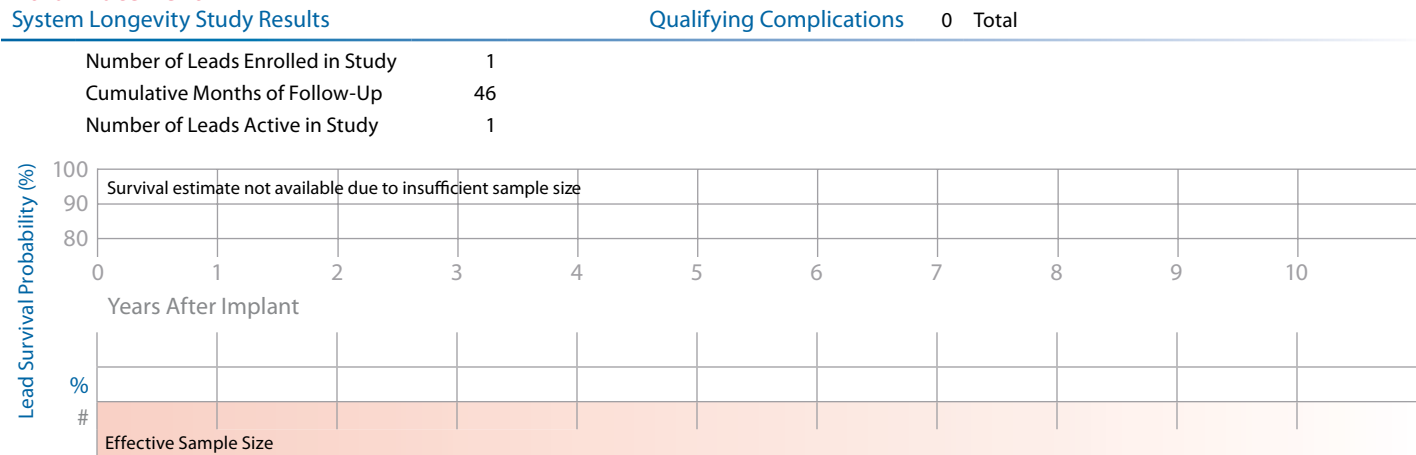 System Longevity Study Results Qualifying Complications 0 Total
Number of Leads Enrolled in Study 1
Cumulative Months of Follow-Up 46
Number of Leads Active in Study 1
Lead Survival Probability (%)
100
Survival estimate not available due to insufficient sample size
90
80
0 1 2 3 4 5 6 7 8 9 10
Years After Implant
%
#
Effective Sample Size